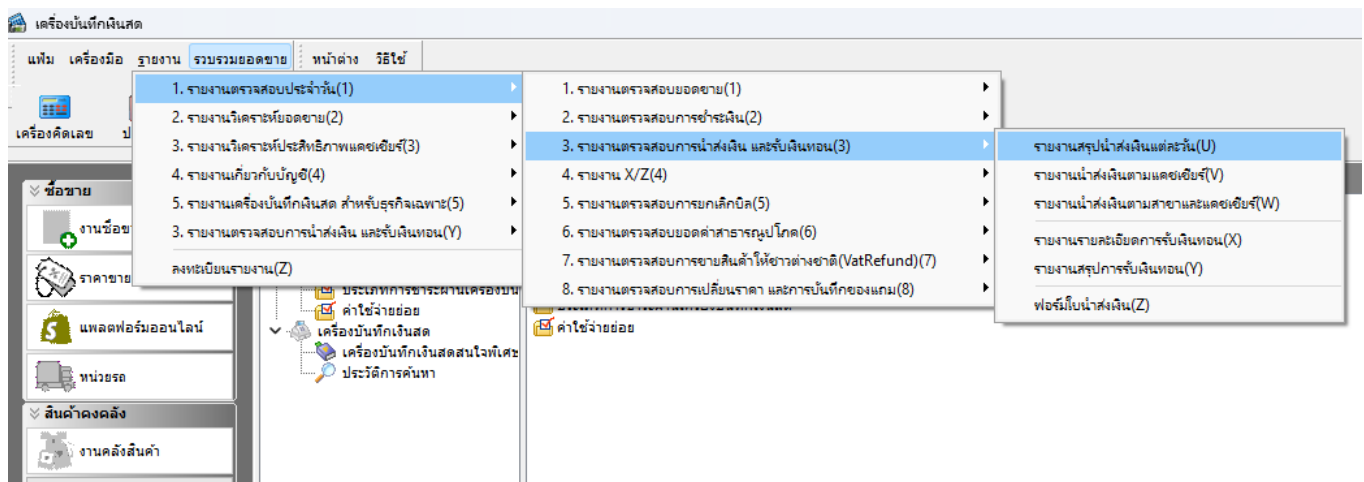 เครื่องบันทึกเงินสด
แฟ้ม เครื่องมือ รายงาน รวบรวมยอดขาย หน้าต่าง วิธีใช้
เครื่องคิดเลข ป
1. รายงานตรวจสอบประจำวัน(1)
2. รายงานวิเคราะห์ยอดขาย(2)
3. รายงานวิเคราะห์ประสิทธิภาพแคชเชียร์(3)
4. รายงานเกี่ยวกับบัญชี(4)
5. รายงานเครื่องบันทึกเงินสด สำหรับธุรกิจเฉพาะ(5)
3. รายงานตรวจสอบการนำส่งเงิน และรับเงินทอน(Y)
ลงทะเบียนรายงาน(Z)
1. รายงานตรวจสอบยอดขาย(1)
2. รายงานตรวจสอบการชำระเงิน(2)
3. รายงานตรวจสอบการนำส่งเงิน และรับเงินทอน(3)
4. รายงาน X/Z(4)
5. รายงานตรวจสอบการยกเลิกบิล(5)
6. รายงานตรวจสอบยอดค่าสาธารณูปโภค(6)
7. รายงานตรวจสอบการขายสินค้าให้ชาวต่างชาติ(VatRefund)(7)
8. รายงานตรวจสอบการเปลี่ยนราคา และการบันทึกของแถม(8)
รายงานสรุปนำส่งเงินแต่ละวัน(U)
รายงานนำส่งเงินตามแคชเชียร์(V)
รายงานนำส่งเงินตามสาขาและแคชเชียร์(W)
รายงานรายละเอียดการรับเงินทอน(X)
รายงานสรุปการรับเงินทอน(Y)
ฟอร์มใบนำส่งเงิน(Z)
ซื้อขาย
งานซื้อขา
ราคาขาย
แพลตฟอร์มออนไลน์
หน่วยรถ
สินค้าคงคลัง
งานคลังสินค้า
ประเภทการชำระผ่านเครื่องบัน
ค่าใช้จ่ายย่อย
เครื่องบันทึกเงินสด
เครื่องบันทึกเงินสดสนใจพิเศษ
ประวัติการค้นหา
ค่าใช้จ่ายย่อย